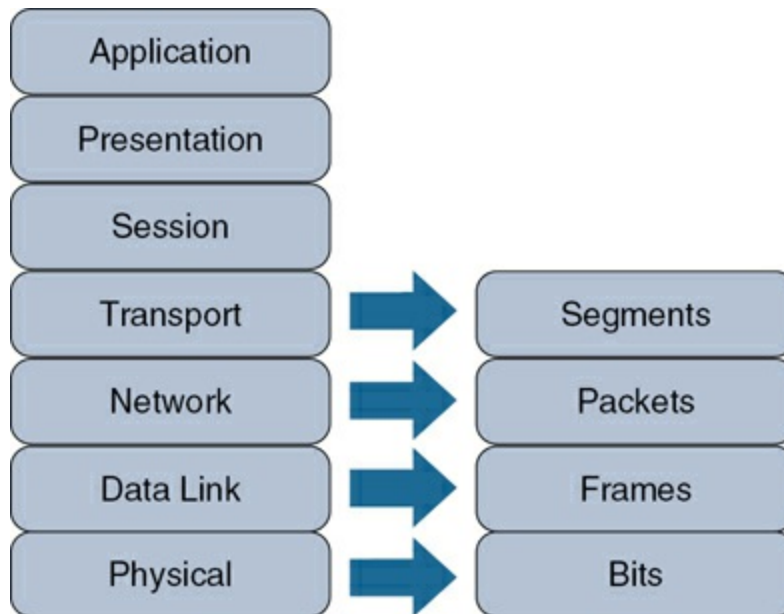 Application
Presentation
Session
Transport
Segments
Network
Packets
Data Link
Frames
Physical
Bits